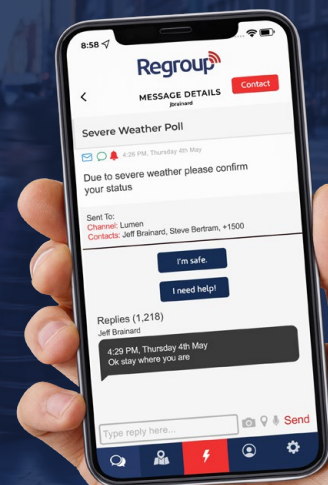 8:58
Regroup
MESSAGE DETAILS
jbrainard
Contact
Severe Weather Poll
4:26 PM, Thursday 4th May
Due to severe weather please confirm
your status
Sent To:
Channel: Lumen
Contacts: Jeff Brainard, Steve Bertram, +1500
I'm safe.
I need help!
Replies (1,218)
Jeff Brainard
4:29 PM, Thursday 4th May
Ok stay where you are
Type reply here...
Send